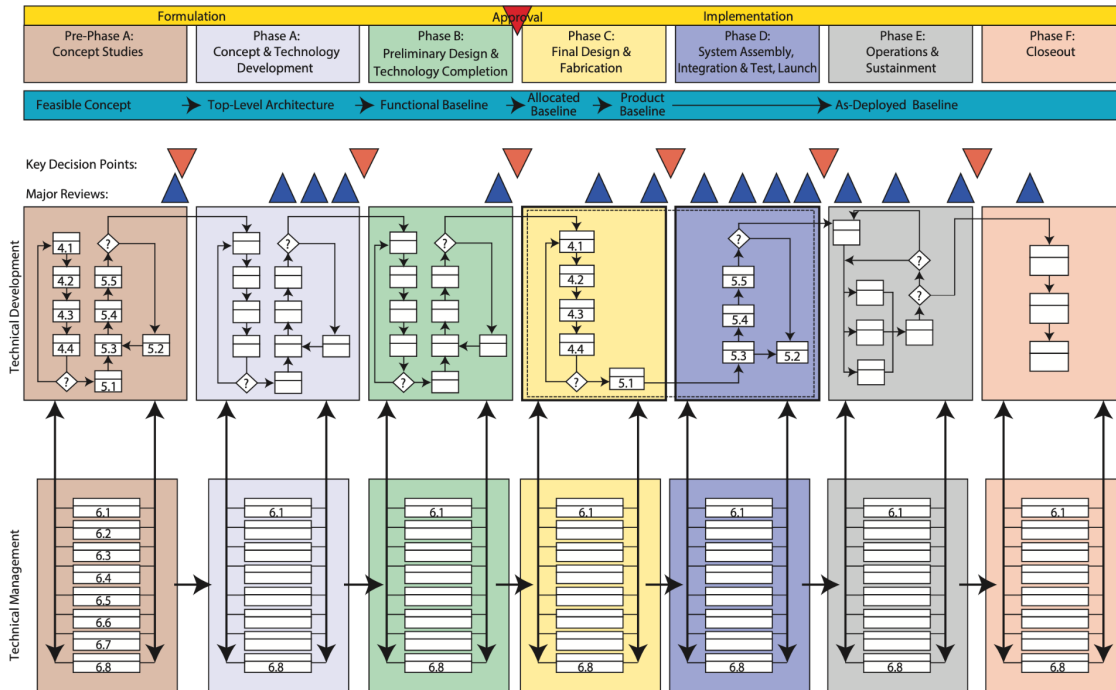 Formulation
Approval
Implementation
Pre-Phase A:
Concept Studies
Phase A:
Concept & Technology
Development
Phase B:
Preliminary Design &
Technology Completion
Phase C:
Final Design &
Fabrication
Phase D:
System Assembly,
Integration & Test, Launch
Phase E:
Operations &
Sustainment
Phase F:
Closeout
Feasible Concept
Top-Level Architecture
Functional Baseline
Allocated
Baseline
Product
Baseline
As-Deployed Baseline
Key Decision Points:
Major Reviews:
Technical Development
4.1
4.2
4.3
4.4
?
5.1
5.2
5.3
5.4
5.5
?
?
?
?
?
4.1
4.2
4.3
4.4
?
5.1
?
5.5
5.4
5.3
5.2
?
?
Technical Management
6.1
6.2
6.3
6.4
6.5
6.6
6.7
6.8
6.1
6.8
6.1
6.8
6.1
6.8
6.1
6.8
6.1
6.8
6.1
6.8